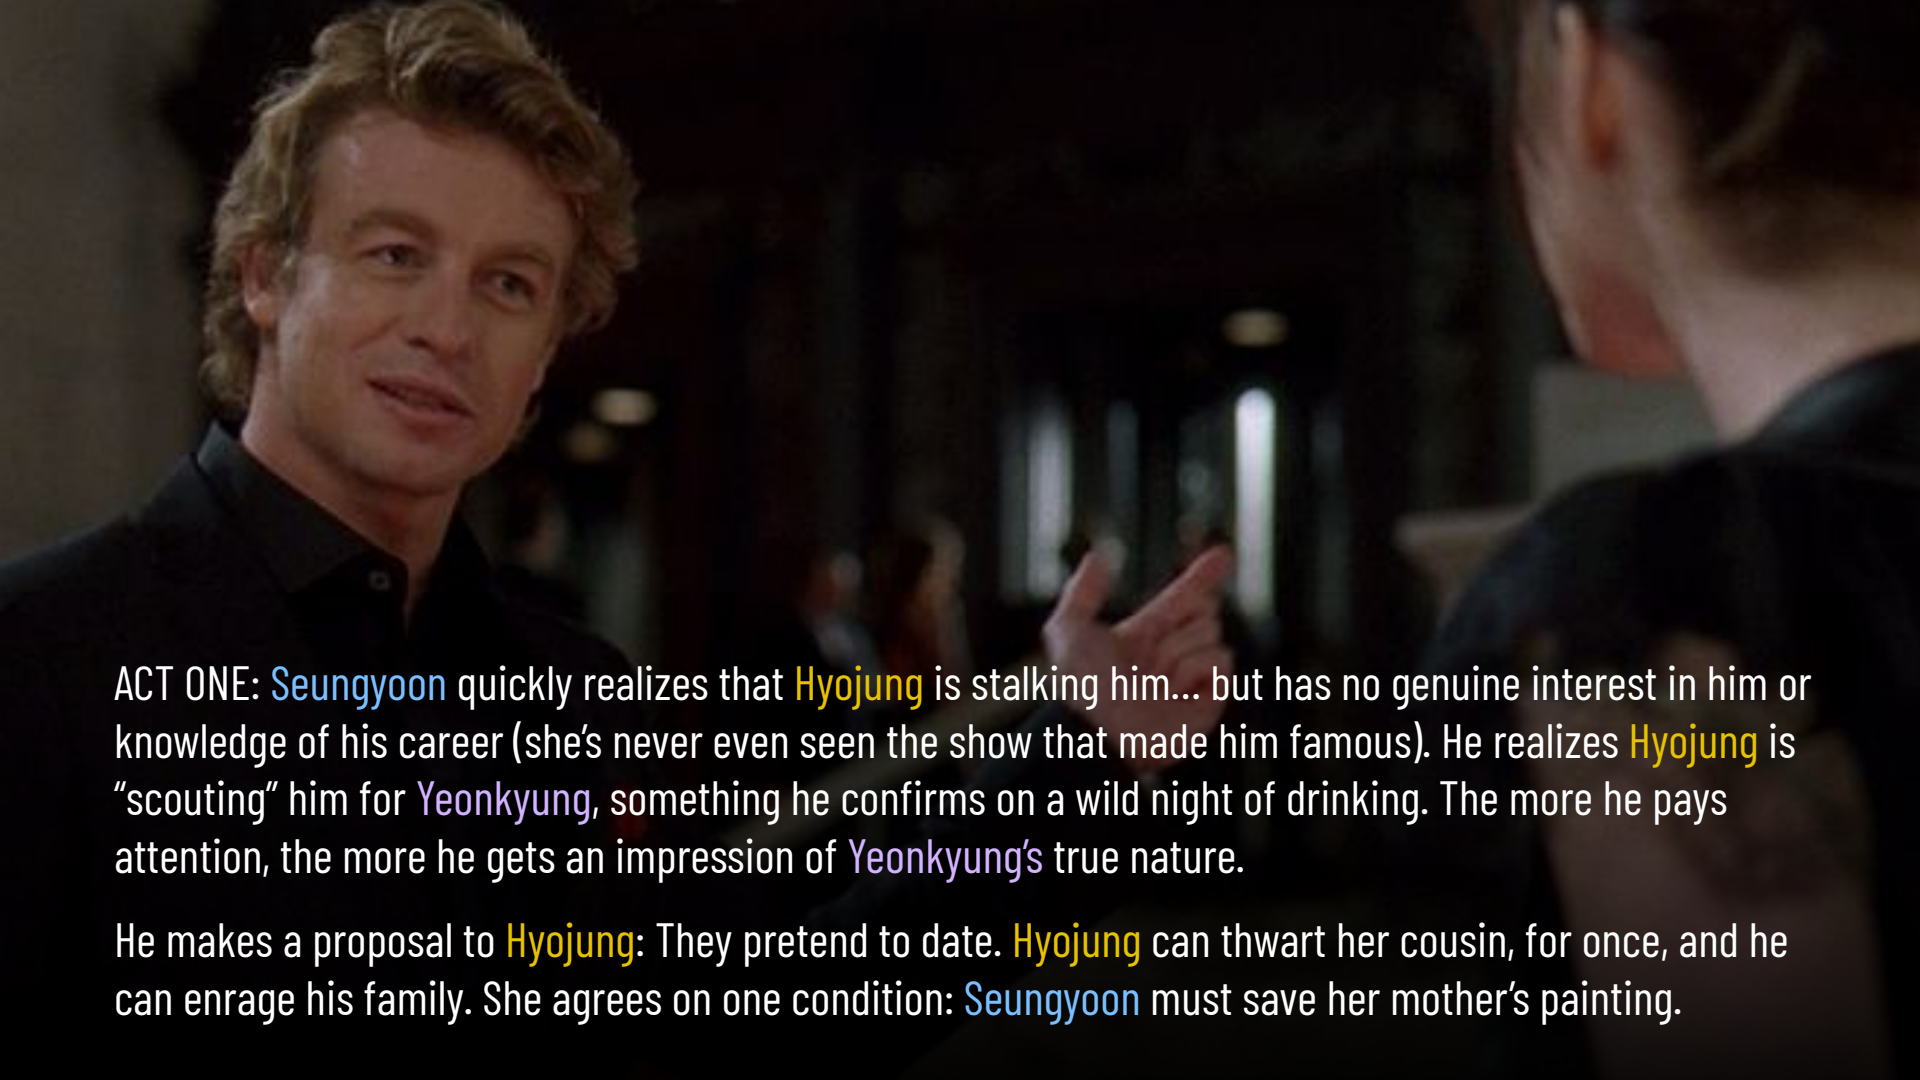 ACT ONE: Seungyoon quickly realizes that Hyojung is stalking him... but has no genuine interest in him or
knowledge of his career (she’s never even seen the show that made him famous). He realizes Hyojung is
“scouting” him for Yeonkyung, something he confirms on a wild night of drinking. The more he pays
attention, the more he gets an impression of Yeonkyung’s true nature.
He makes a proposal to Hyojung: They pretend to date. Hyojung can thwart her cousin, for once, and he
can enrage his family. She agrees on one condition: Seungyoon must save her mother’s painting.